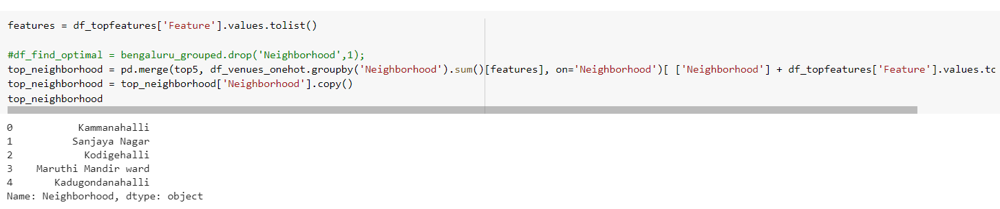 features = df_topfeatures['Feature'].values.tolist()
#df_find_optimal = bengaluru_grouped.drop('Neighborhood',1);
top_neighborhood = pd.merge(top5, df_venues_onehot.groupby('Neighborhood').sum()[features], on='Neighborhood')[ ['Neighborhood'] + df_topfeatures['Feature'].values.to
top_neighborhood = top_neighborhood['Neighborhood'].copy()
top_neighborhood
0 Kammanahalli
1 Sanjaya Nagar
2 Kodigehalli
3 Maruthi Mandir ward
4 Kadugondanahalli
Name: Neighborhood, dtype: object